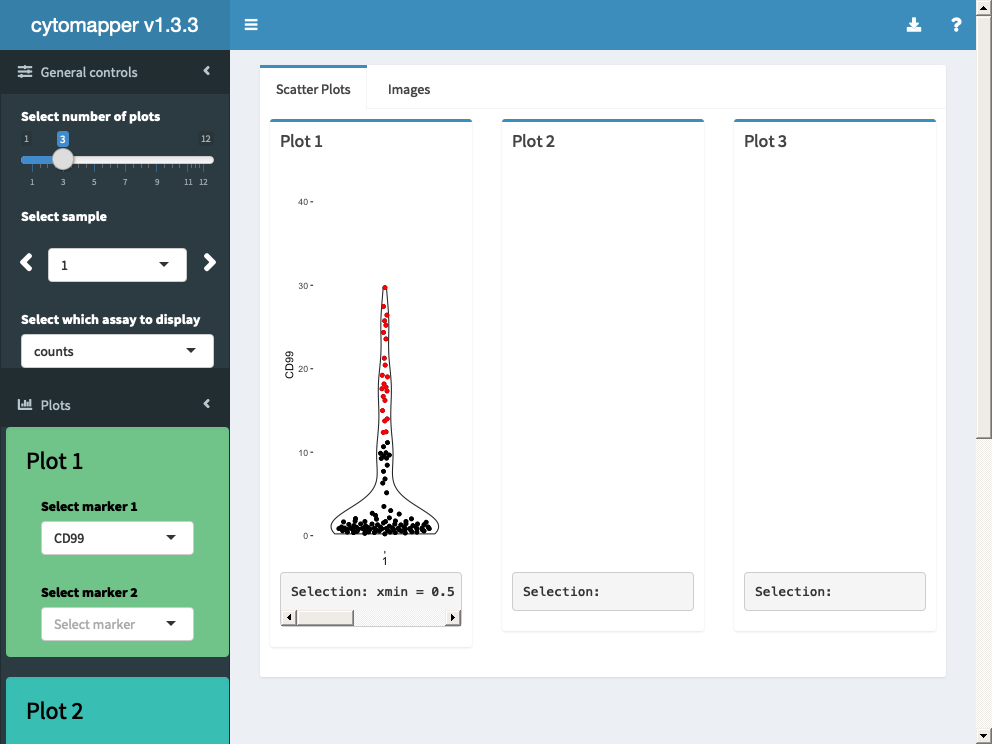 cytomapper v1.3.3
?
General controls
Select number of plots
1 3 12
1 3 5 7 9 11 12
Select sample
1
Select which assay to display
counts
Plots
Plot 1
Select marker 1
CD99
Select marker 2
Select marker
Plot 2
Scatter Plots
Images
Plot 1
40
30
20
10
0
CD99
1
Selection: xmin = 0.5
Plot 2
Selection:
Plot 3
Selection: